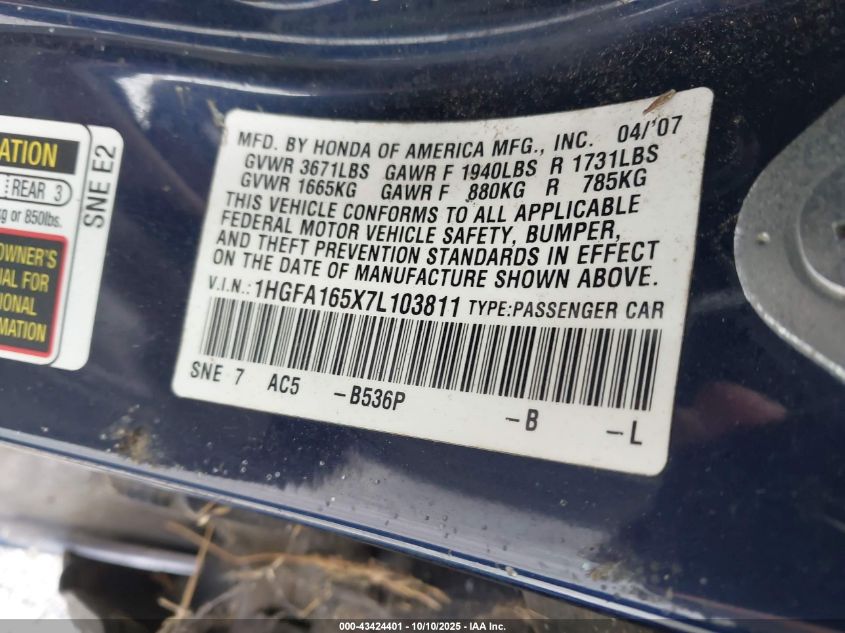 ATION
REAR 3
g or 850lbs.
OWNER'S
UAL FOR
IONAL
MATION
SNE E2
MFD. BY HONDA OF AMERICA MFG., INC. 04/'07
GVWR 3671LBS GAWR F 1940LBS R 1731LBS
GVWR 1665KG GAWR F 880KG R 785KG
THIS VEHICLE CONFORMS TO ALL APPLICABLE
FEDERAL MOTOR VEHICLE SAFETY, BUMPER,
AND THEFT PREVENTION STANDARDS IN EFFECT
ON THE DATE OF MANUFACTURE SHOWN ABOVE.
V.I.N.: 1HGFA165X7L103811 TYPE:PASSENGER CAR
SNE 7 AC5 -B536P -B -L
000-43424401 - 10/10/2025 - IAA Inc.